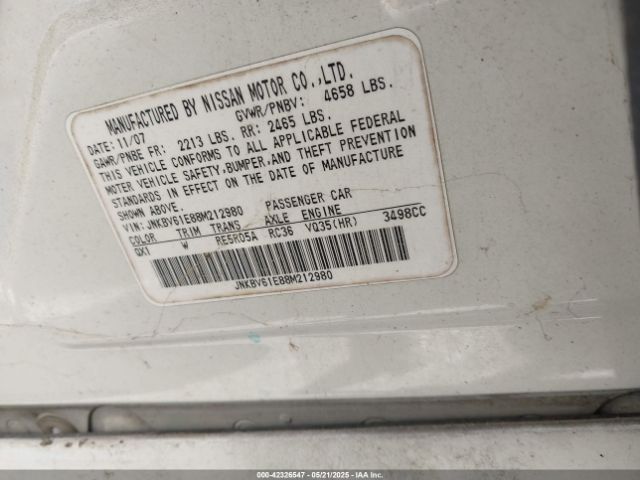 MANUFACTURED BY NISSAN MOTOR CO.,LTD.
DATE: 11/07 GVWR/PNBV: 4658 LBS.
GAWR/PNBE FR: 2213 LBS. RR: 2465 LBS.
THIS VEHICLE CONFORMS TO ALL APPLICABLE FEDERAL
MOTER VEHICLE SAFETY,BUMPER,AND THEFT PREVENTION
STANDARDS IN EFFECT ON THE DATE OF MANUFACTURE
SHOWN ABOVE.
VIN: JNKBV61E88M212980 PASSENGER CAR
COLOR TRIM TRANS AXLE ENGINE
QX1 W RE5R05A RC36 VQ35(HR) 3498CC
JNKBV61E88M212980
000-42326547 - 05/21/2025 - IAA Inc.